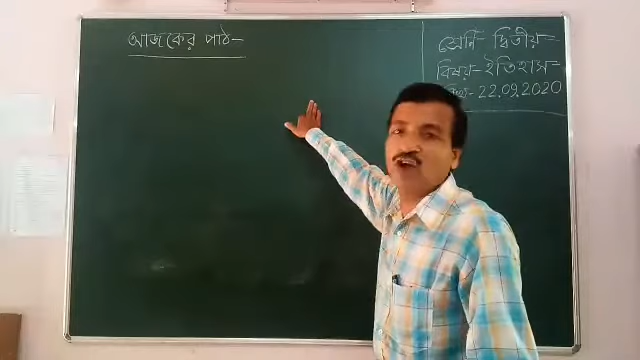 আজকের পাঠ-
শ্রেণি- দ্বিতীয়=
বিষয়- ইতিহাস=
22.09.2020